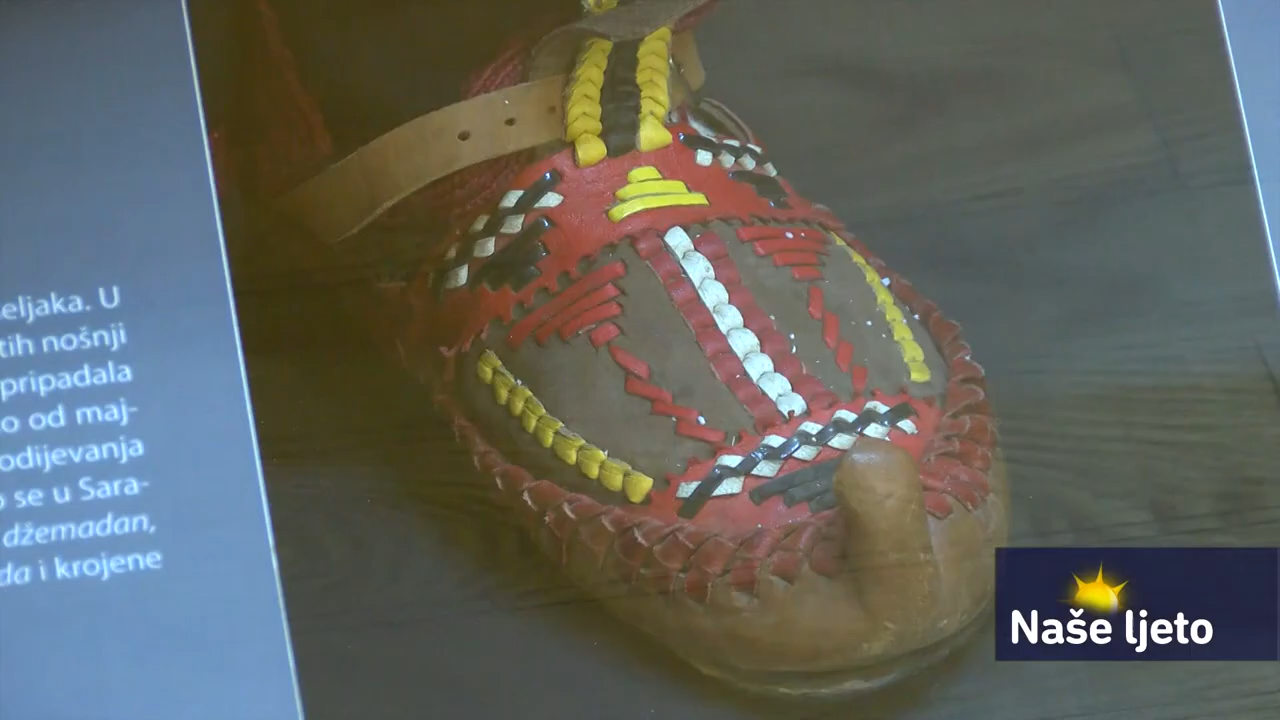 eljaka. U
tih nošnji
pripadala
o od maj-
odijevanja
se u Sara-
džemadan,
da i krojene
Naše ljeto